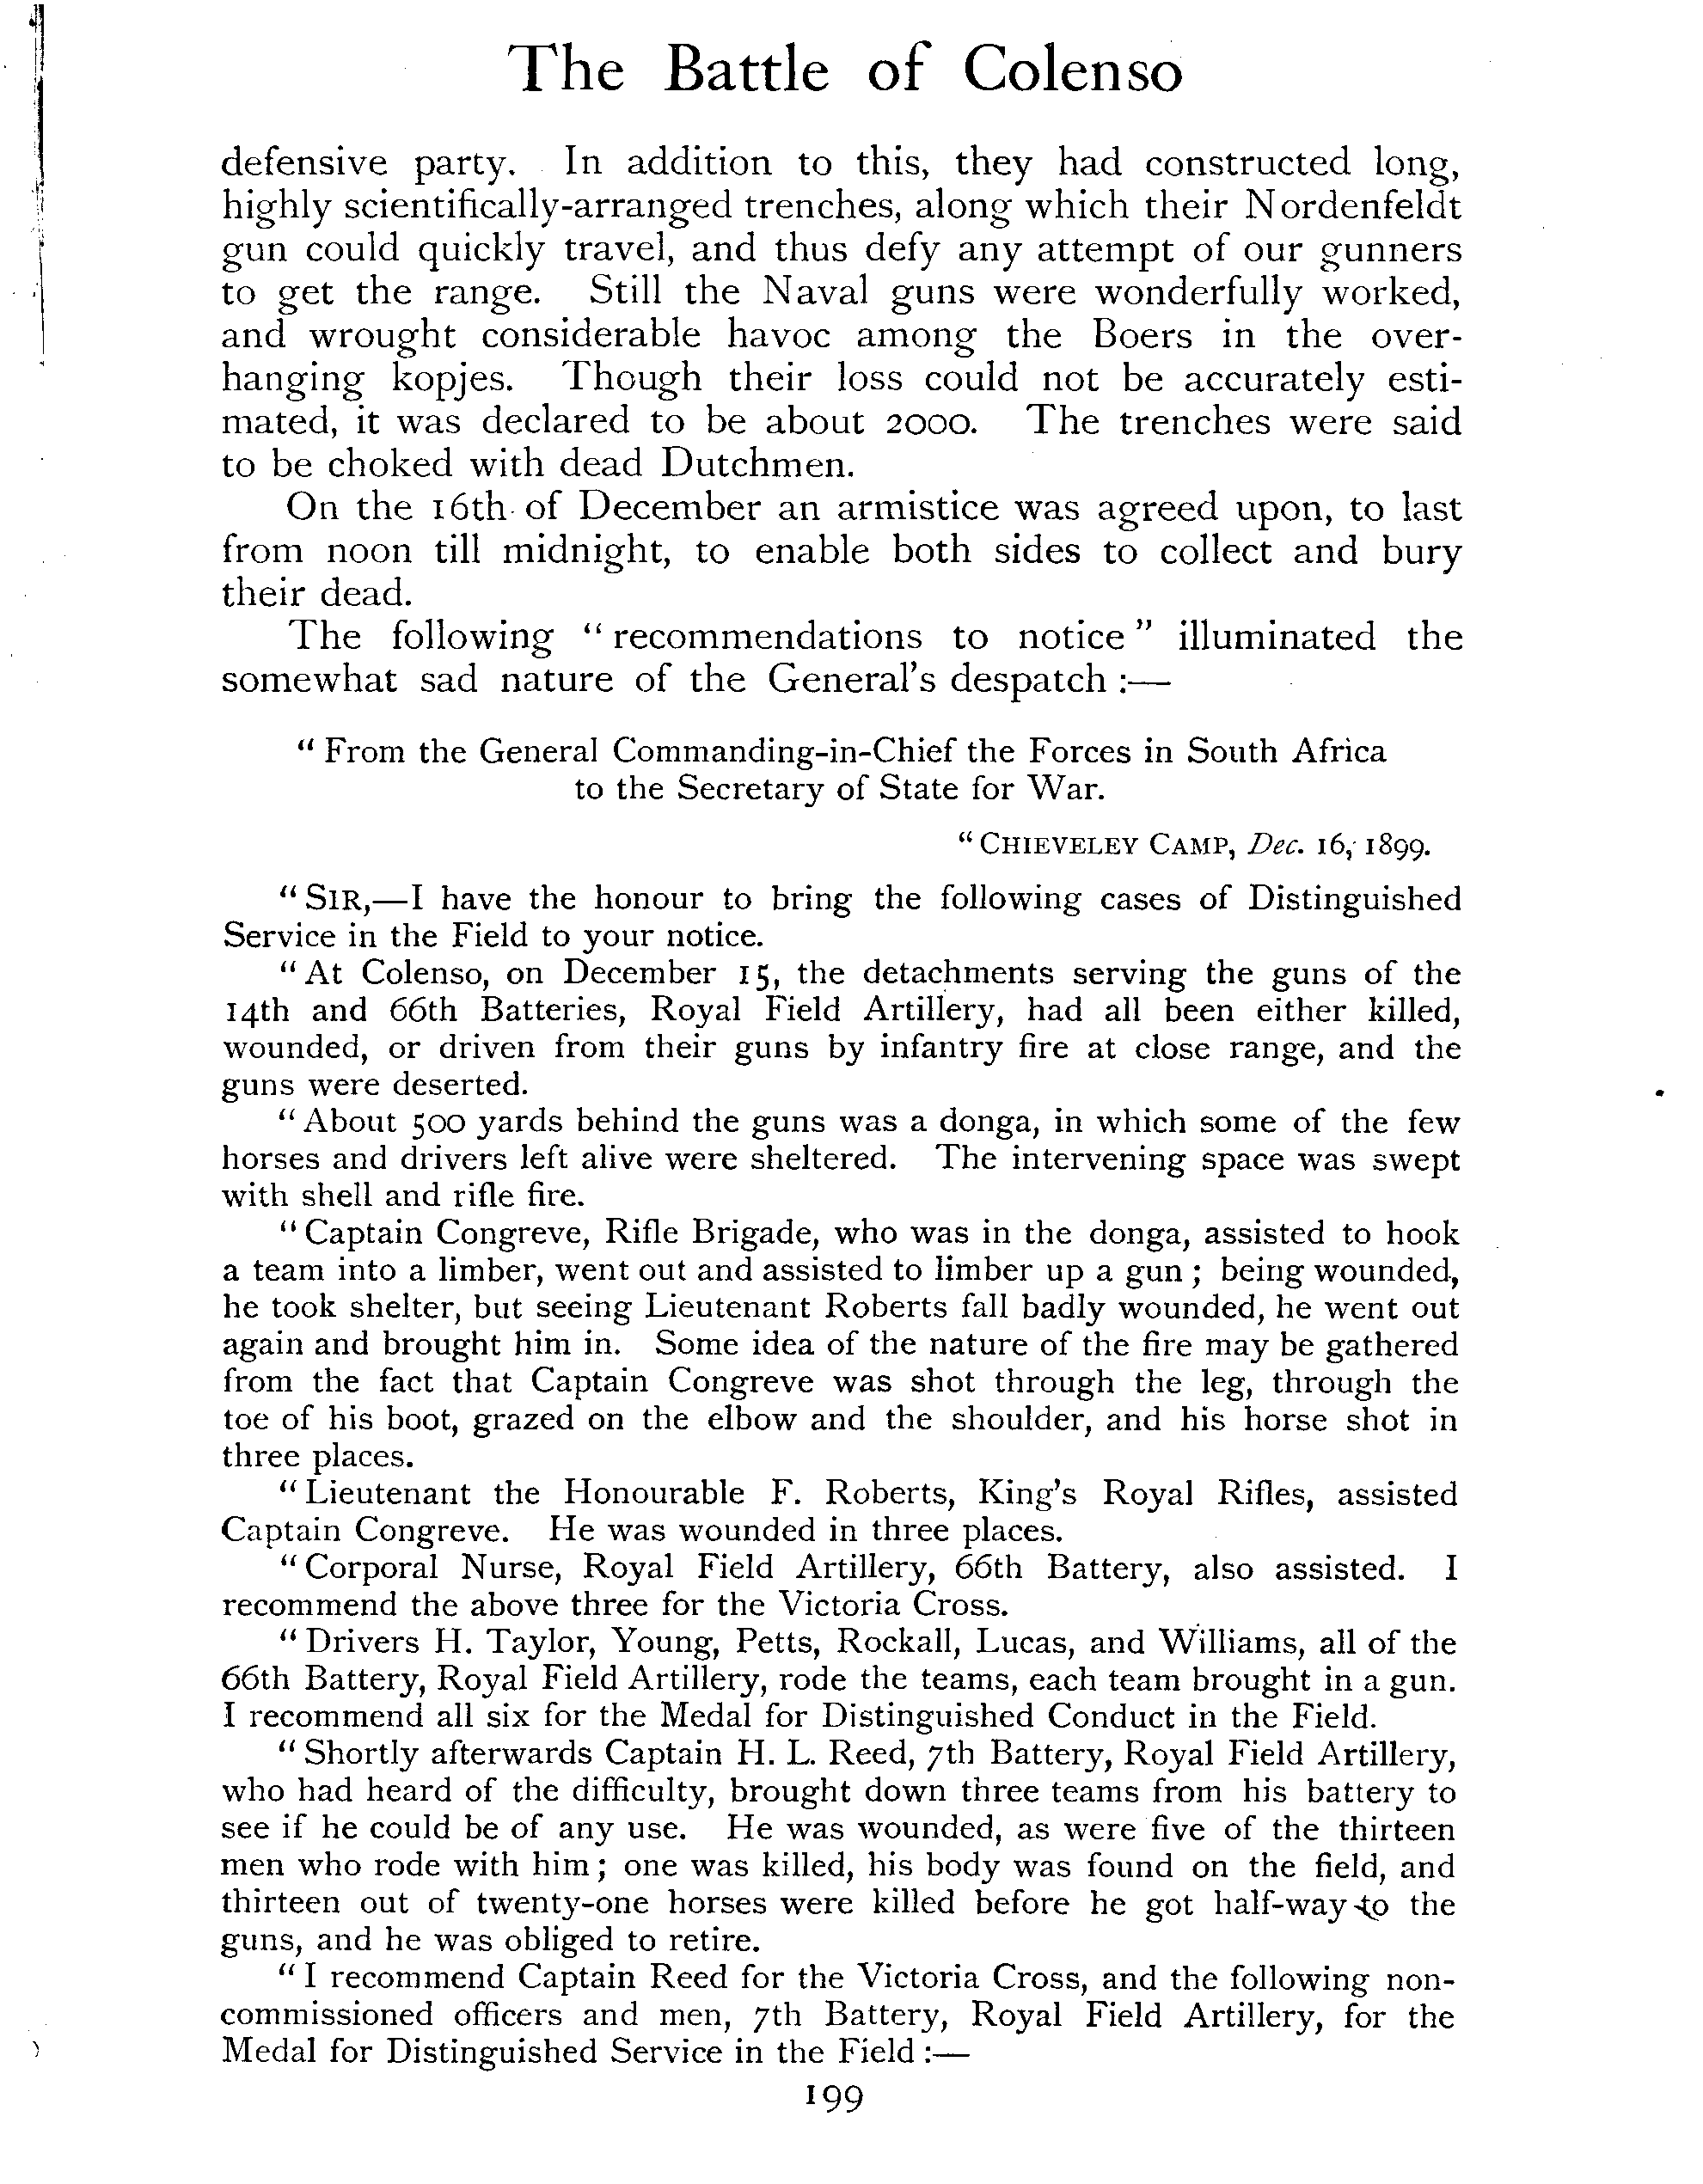 The Battle of Colenso
defensive party. In addition to this, they had constructed long,
highly scientifically-arranged trenches, along which their Nordenfeldt
gun could quickly travel, and thus defy any attempt of our gunners
to get the range. Still the Naval guns were wonderfully worked,
and wrought considerable havoc among the Boers in the over-
hanging kopjes. Though their loss could not be accurately esti-
mated, it was declared to be about 2000. The trenches were said
to be choked with dead Dutchmen.
On the 16th of December an armistice was agreed upon, to last
from noon till midnight, to enable both sides to collect and bury
their dead.
The following “recommendations to notice” illuminated the
somewhat sad nature of the General's despatch :—
“From the General Commanding-in-Chief the Forces in South Africa
to the Secretary of State for War.
“CHIEVELEY CAMP, Dec. 16, 1899.
“SIR,—I have the honour to bring the following cases of Distinguished
Service in the Field to your notice.
“At Colenso, on December 15, the detachments serving the guns of the
14th and 66th Batteries, Royal Field Artillery, had all been either killed,
wounded, or driven from their guns by infantry fire at close range, and the
guns were deserted.
“About 500 yards behind the guns was a donga, in which some of the few
horses and drivers left alive were sheltered. The intervening space was swept
with shell and rifle fire.
“Captain Congreve, Rifle Brigade, who was in the donga, assisted to hook
a team into a limber, went out and assisted to limber up a gun ; being wounded,
he took shelter, but seeing Lieutenant Roberts fall badly wounded, he went out
again and brought him in. Some idea of the nature of the fire may be gathered
from the fact that Captain Congreve was shot through the leg, through the
toe of his boot, grazed on the elbow and the shoulder, and his horse shot in
three places.
“Lieutenant the Honourable F. Roberts, King's Royal Rifles, assisted
Captain Congreve. He was wounded in three places.
“Corporal Nurse, Royal Field Artillery, 66th Battery, also assisted. I
recommend the above three for the Victoria Cross.
“Drivers H. Taylor, Young, Petts, Rockall, Lucas, and Williams, all of the
66th Battery, Royal Field Artillery, rode the teams, each team brought in a gun.
I recommend all six for the Medal for Distinguished Conduct in the Field.
“Shortly afterwards Captain H. L. Reed, 7th Battery, Royal Field Artillery,
who had heard of the difficulty, brought down three teams from his battery to
see if he could be of any use. He was wounded, as were five of the thirteen
men who rode with him ; one was killed, his body was found on the field, and
thirteen out of twenty-one horses were killed before he got half-way to the
guns, and he was obliged to retire.
“I recommend Captain Reed for the Victoria Cross, and the following non-
commissioned officers and men, 7th Battery, Royal Field Artillery, for the
Medal for Distinguished Service in the Field :—
199